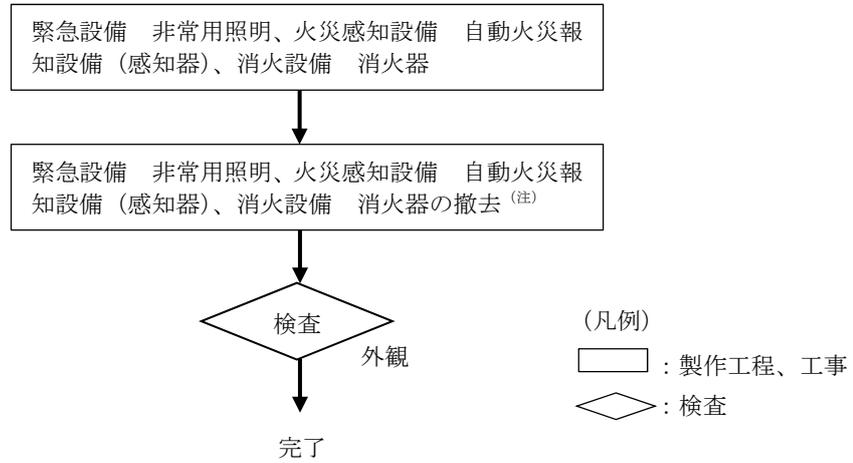 緊急設備　非常用照明、火災感知設備　自動火災報
知設備（感知器）、消火設備　消火器
緊急設備　非常用照明、火災感知設備　自動火災報
知設備（感知器）、消火設備　消火器の撤去（注）
検査
外観
完了
（凡例）
：製作工程、工事
：検査